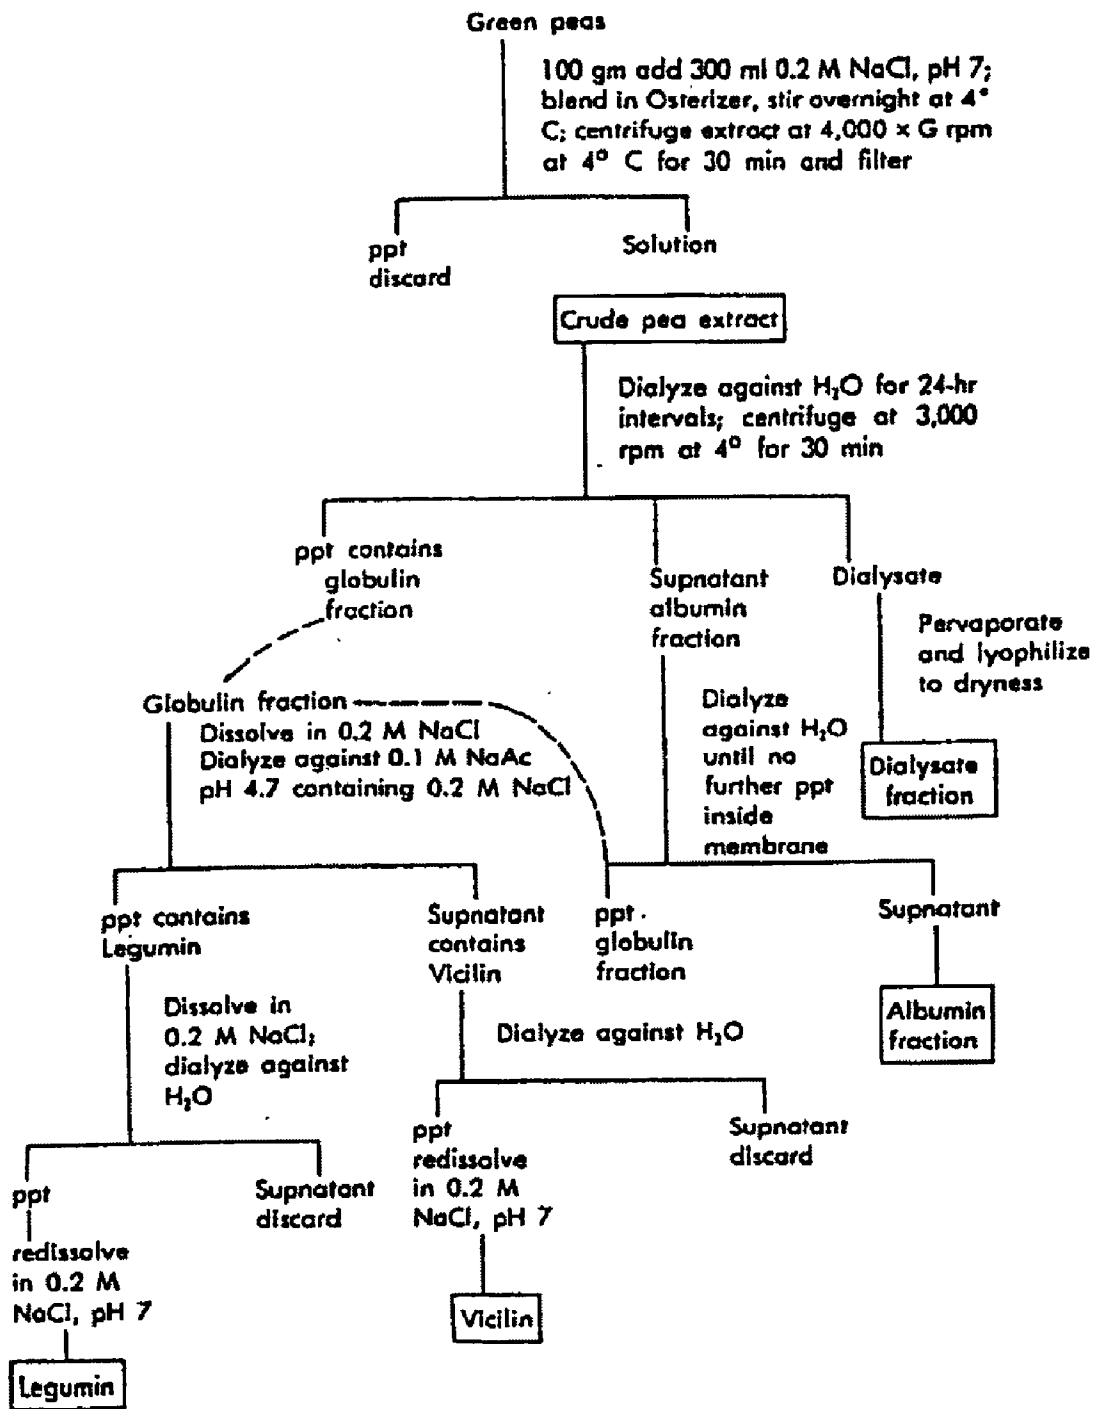 Green peas
100 gm add 300 ml 0.2 M NaCl, pH 7;
blend in Osterizer, stir overnight at 4°
C; centrifuge extract at 4,000 × G rpm
at 4° C for 30 min and filter
ppt
discard
Solution
Crude pea extract
Dialyze against H₂O for 24-hr
intervals; centrifuge at 3,000
rpm at 4° for 30 min
ppt contains
globulin
fraction
Supnatant
albumin
fraction
Dialysate
Pervaporate
and lyophilize
to dryness
Dialysate
fraction
Globulin fraction
Dissolve in 0.2 M NaCl
Dialyze against 0.1 M NaAc
pH 4.7 containing 0.2 M NaCl
Dialyze
against H₂O
until no
further ppt
inside
membrane
ppt contains
Legumin
Supnatant
contains
Vicilin
ppt
globulin
fraction
Supnatant
Albumin
fraction
Dissolve in
0.2 M NaCl;
dialyze against
H₂O
Dialyze against H₂O
ppt
Supnatant
discard
ppt
redissolve
in 0.2 M
NaCl, pH 7
Supnatant
discard
redissolve
in 0.2 M
NaCl, pH 7
Vicilin
Legumin